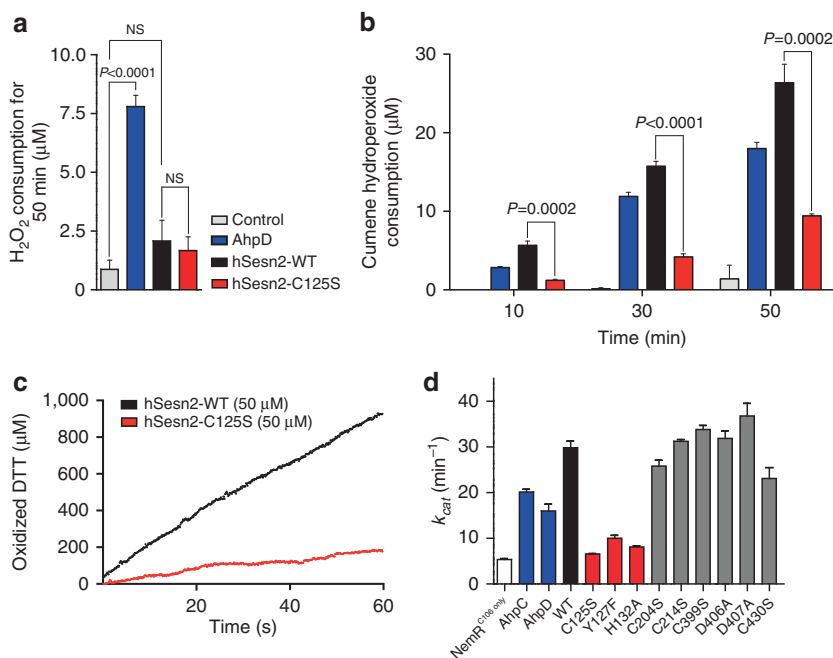 a
NS
P<0.0001
NS
10.0
7.5
5.0
2.5
0
H2O2 consumption for
50 min (μM)
Control
AhpD
hSesn2-WT
hSesn2-C125S
b
P=0.0002
P<0.0001
P=0.0002
30
20
10
0
Cumene hydroperoxide
consumption (μM)
10 30 50
Time (min)
c
hSesn2-WT (50 μM)
hSesn2-C125S (50 μM)
1,000
800
600
400
200
0
Oxidized DTT (μM)
20 40 60
Time (s)
d
40
30
20
10
0
kcat (min−1)
NemR C106 only
AhpC
AhpD
WT
C125S
Y127F
H132A
C204S
C214S
C399S
D406A
D407A
C430S